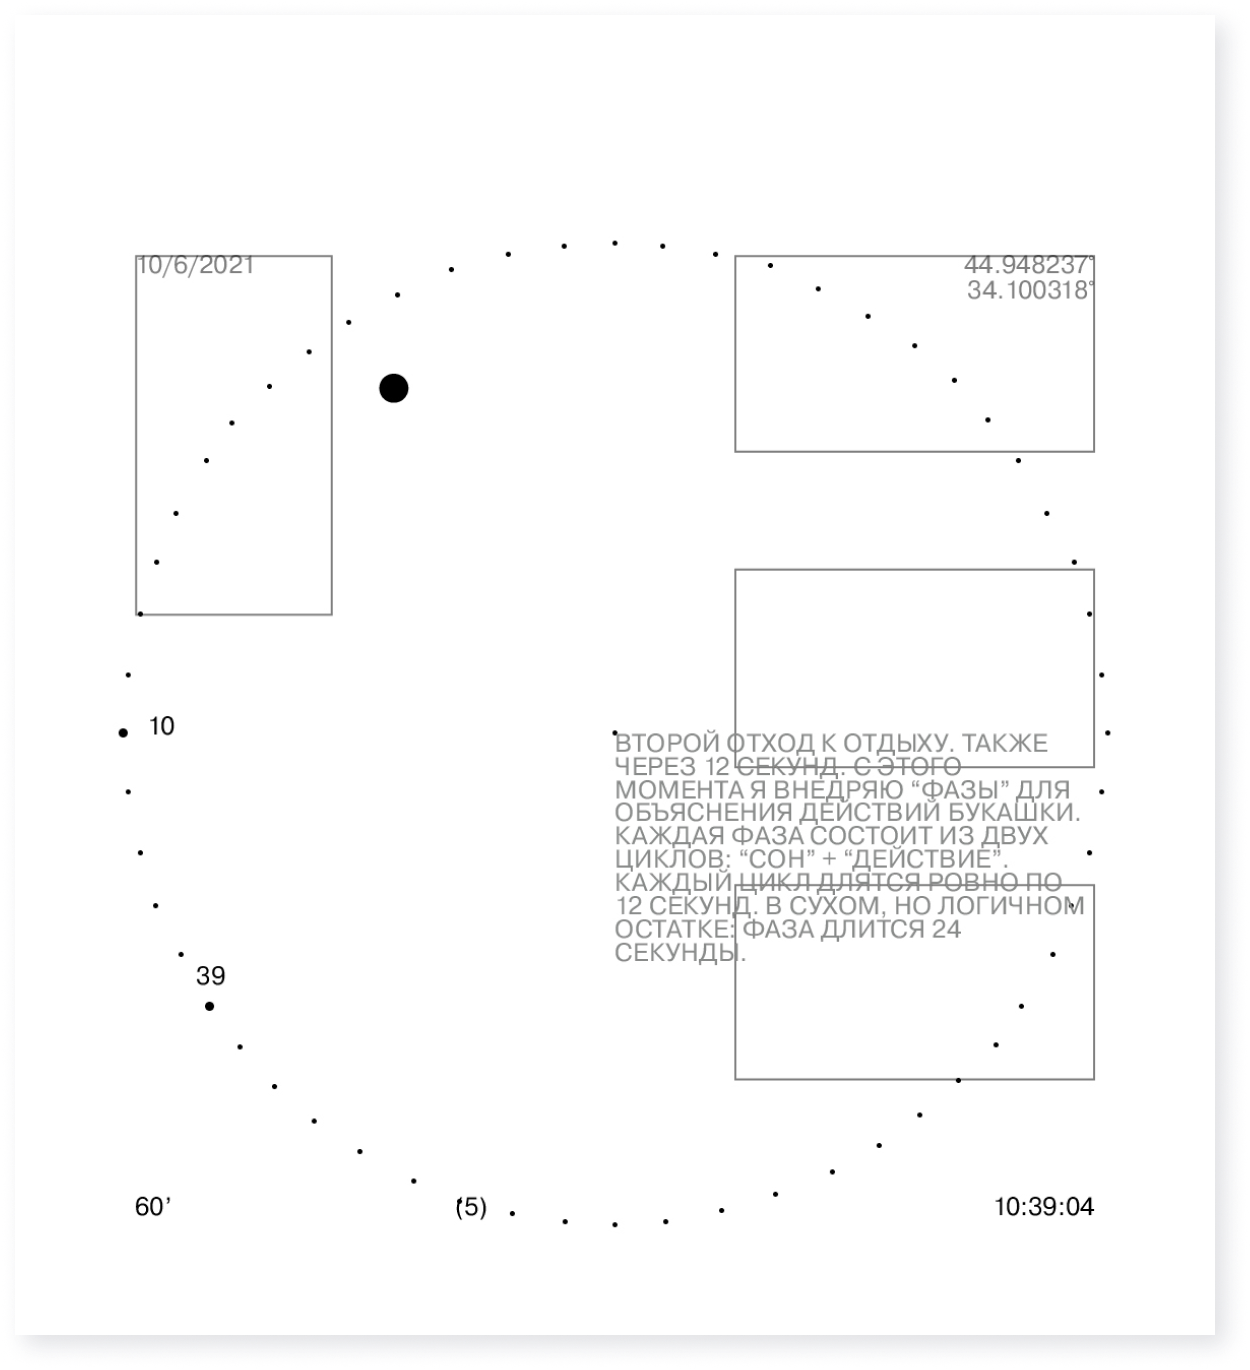 10/6/2021
44.948237°
34.100318°
10
ВТОРОЙ ОТХОД К ОТДЫХУ. ТАКЖЕ
ЧЕРЕЗ 12 СЕКУНД. С ЭТОГО
МОМЕНТА Я ВНЕДРЯЮ “ФАЗЫ” ДЛЯ
ОБЪЯСНЕНИЯ ДЕЙСТВИЙ БУКАШКИ.
КАЖДАЯ ФАЗА СОСТОИТ ИЗ ДВУХ
ЦИКЛОВ: “СОН” + “ДЕЙСТВИЕ”.
КАЖДЫЙ ЦИКЛ ДЛЯТСЯ РОВНО ПО
12 СЕКУНД. В СУХОМ, НО ЛОГИЧНОМ
ОСТАТКЕ: ФАЗА ДЛИТСЯ 24
СЕКУНДЫ.
39
60’
(5)
10:39:04